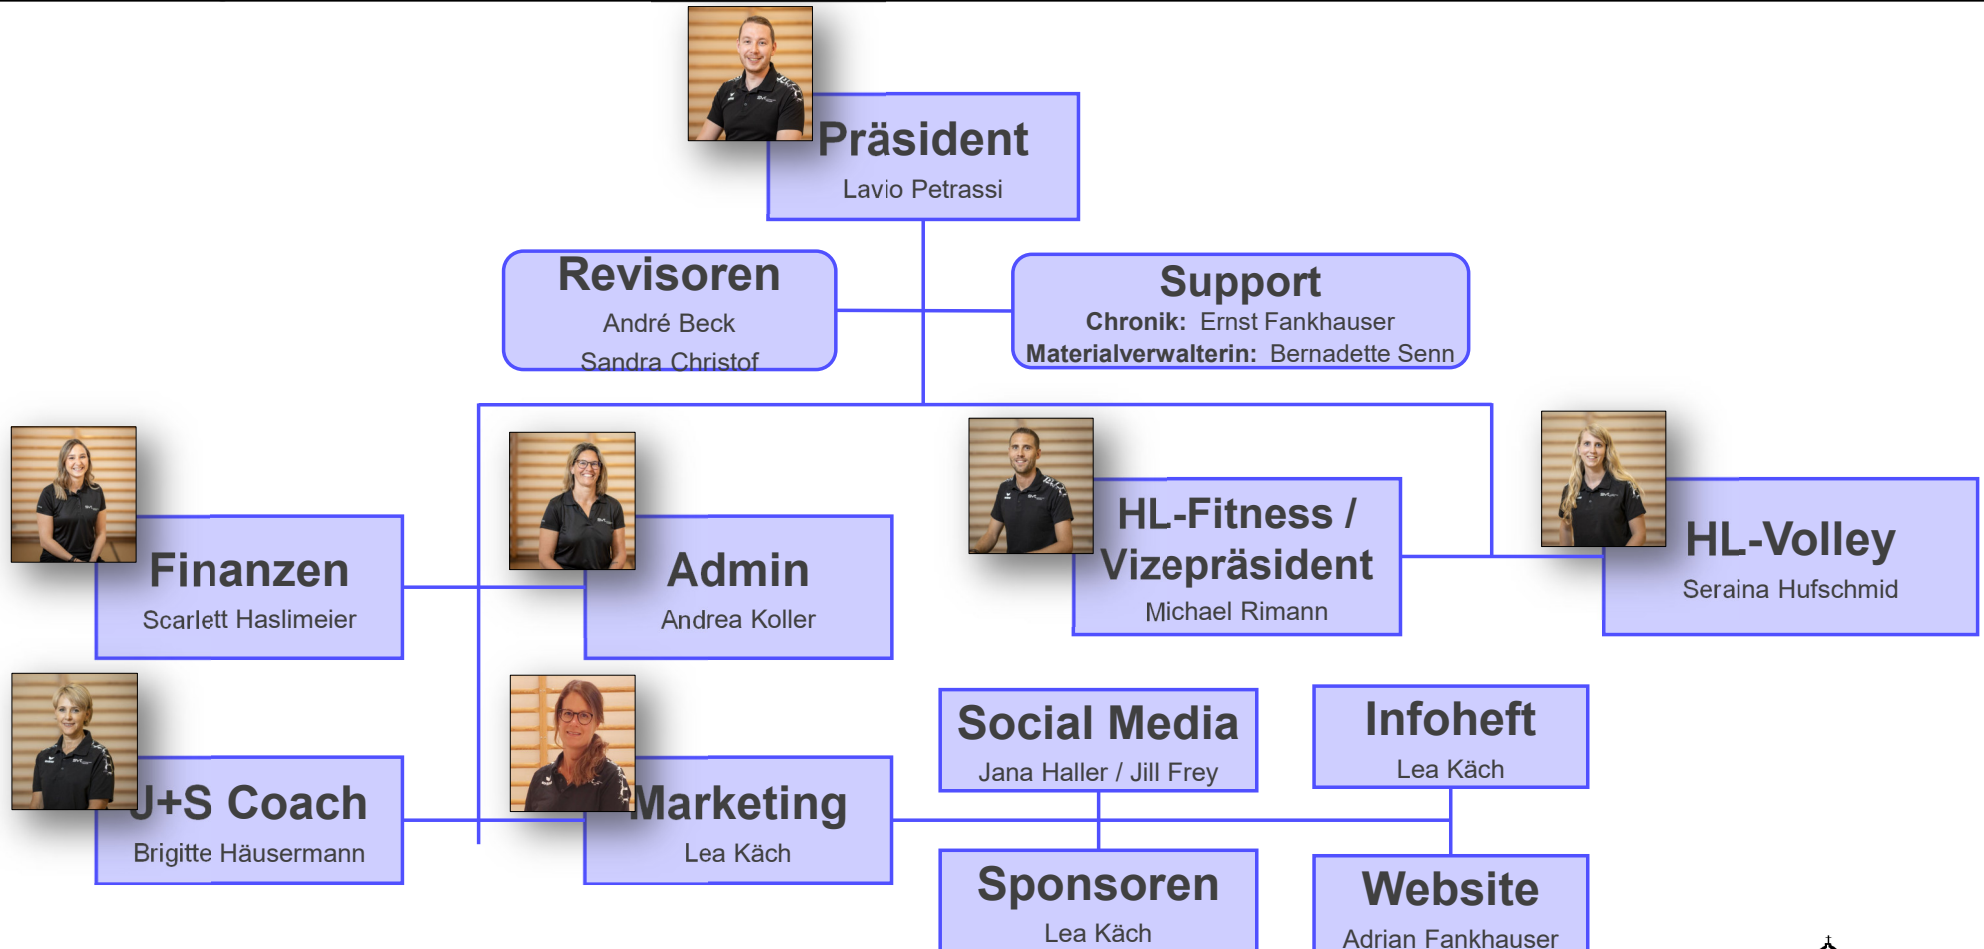 Präsident
Lavio Petrassi
Revisoren
André Beck
Sandra Christof
Support
Chronik: Ernst Fankhauser
Materialverwalterin: Bernadette Senn
Finanzen
Scarlett Haslimeier
Admin
Andrea Koller
HL-Fitness /
Vizepräsident
Michael Rimann
HL-Volley
Seraina Hufschmid
J+S Coach
Brigitte Häusermann
Marketing
Lea Käch
Social Media
Jana Haller / Jill Frey
Infoheft
Lea Käch
Sponsoren
Lea Käch
Website
Adrian Fankhauser